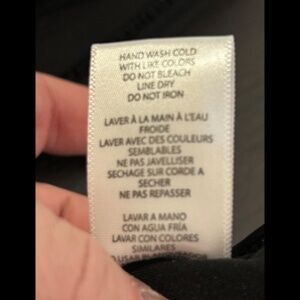 HAND WASH COLD
WITH LIKE COLORS
DO NOT BLEACH
LINE DRY
DO NOT IRON
LAVER À LA MAIN À L'EAU
FROIDE
LAVER AVEC DES COULEURS
SEMBLABLES
NE PAS JAVELLISER
SECHAGE SUR CORDE A
SECHER
NE PAS REPASSER
LAVAR A MANO
CON AGUA FRÍA
LAVAR CON COLORES
SIMILARES
USAR